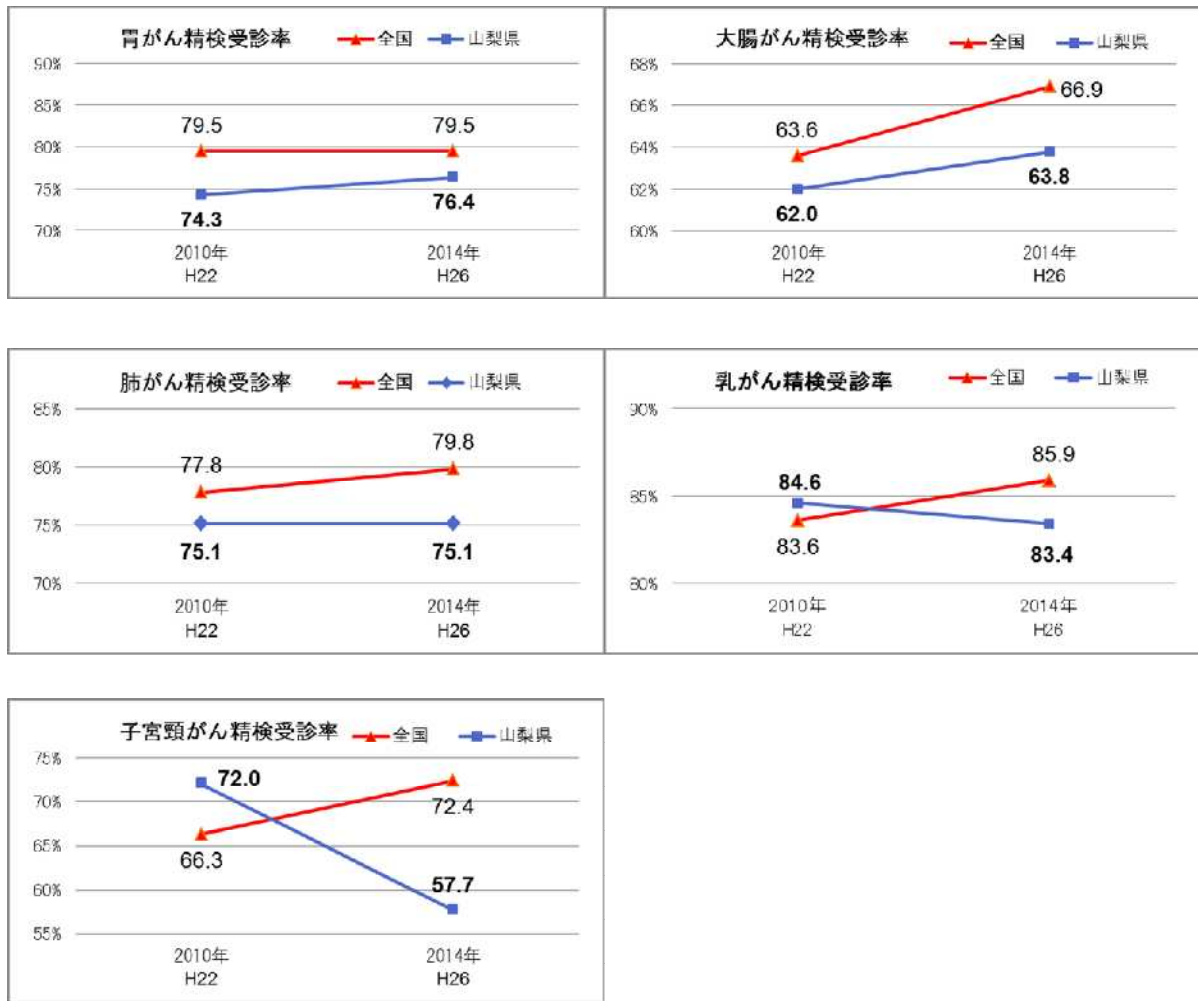 胃がん精検受診率 全国 山梨県
90%
85%
80%
75%
70%
79.5 79.5
74.3 76.4
2010年 2014年
H22 H26
大腸がん精検受診率 全国 山梨県
68%
66%
64%
62%
60%
63.6 66.9
62.0 63.8
2010年 2014年
H22 H26
肺がん精検受診率 全国 山梨県
85%
80%
75%
70%
77.8 79.8
75.1 75.1
2010年 2014年
H22 H26
乳がん精検受診率 全国 山梨県
90%
85%
80%
84.6 85.9
83.6 83.4
2010年 2014年
H22 H26
子宮頸がん精検受診率 全国 山梨県
75%
70%
65%
60%
55%
72.0 72.4
66.3 57.7
2010年 2014年
H22 H26